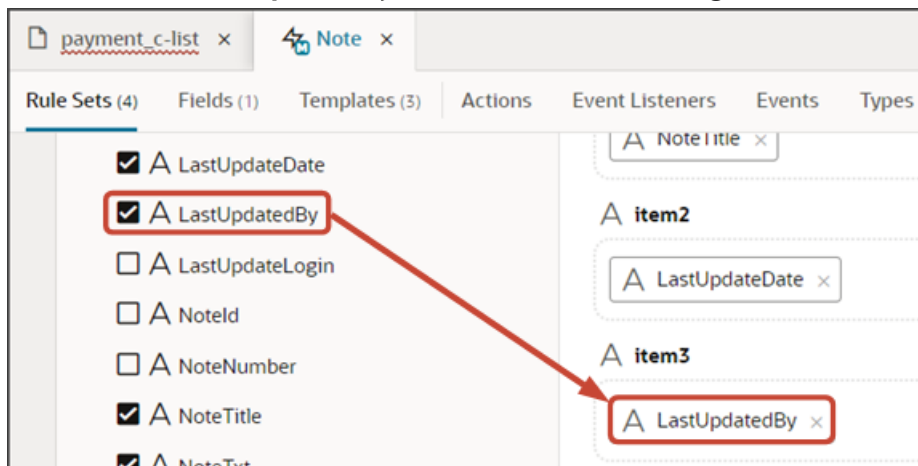 payment_c-list ×
Note ×
Rule Sets (4) Fields (1) Templates (3) Actions Event Listeners Events Types
LastUpdateDate
LastUpdatedBy
LastUpdateLogin
NoteId
NoteNumber
NoteTitle
NoteTxt
NoteTitle ×
item2
LastUpdateDate ×
item3
LastUpdatedBy ×